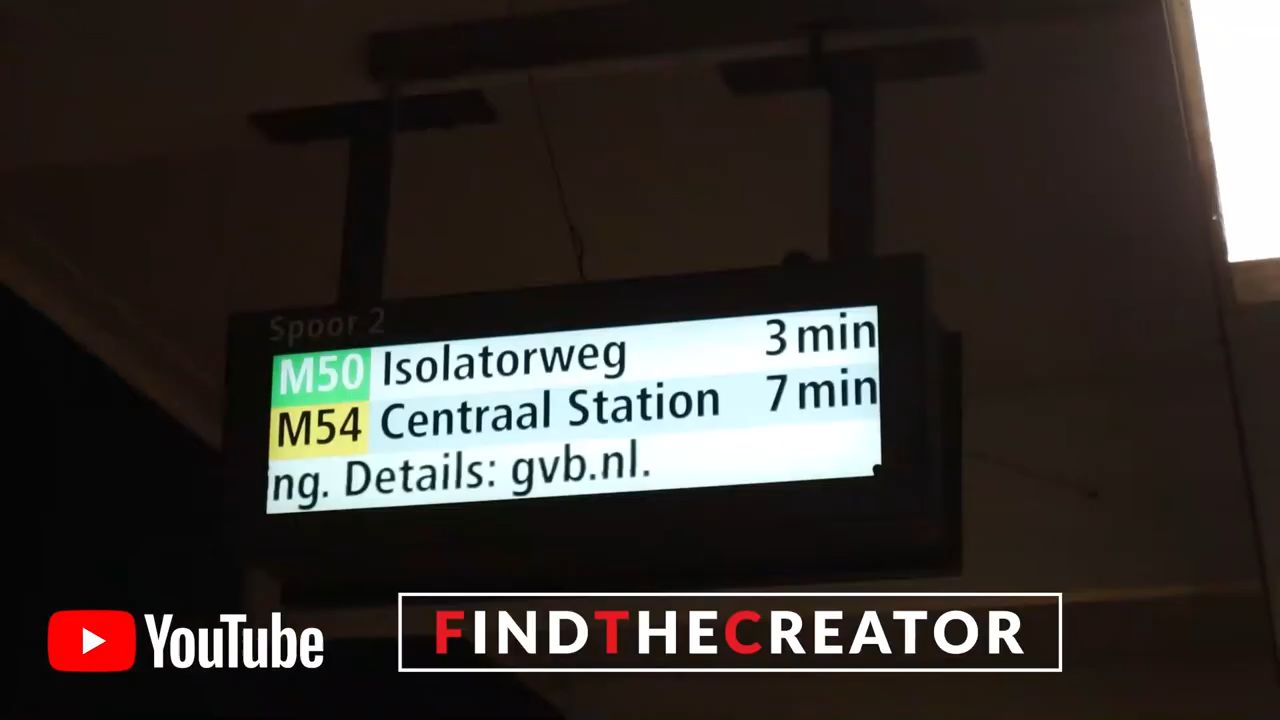 Spoor 2
M50 Isolatorweg 3 min
M54 Centraal Station 7 min
ng. Details: gvb.nl.
YouTube
FINDTHECREATOR